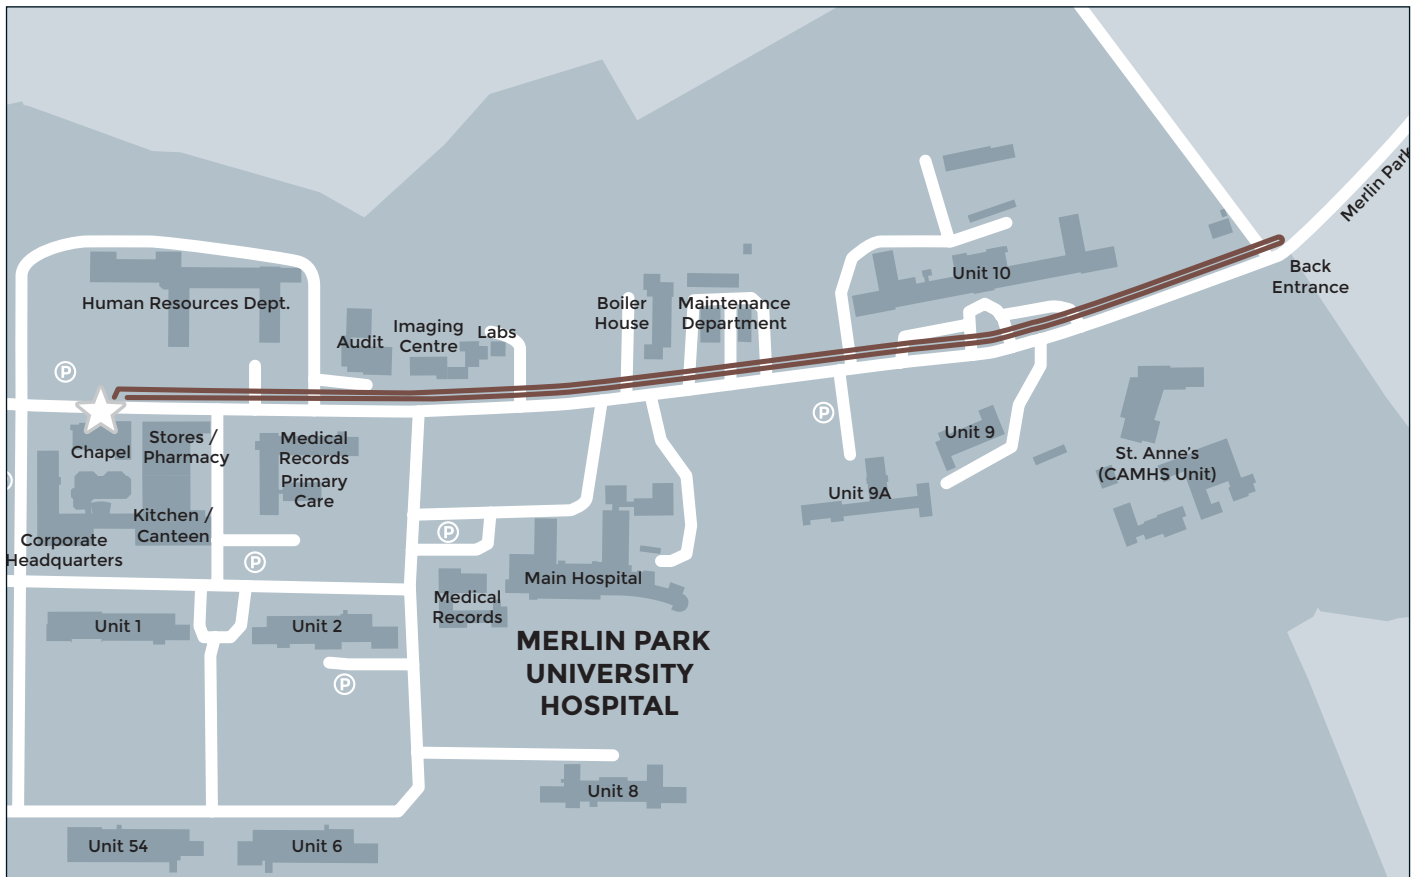 Merlin Park
Back
Entrance
Unit 10
Human Resources Dept.
Boiler
House
Maintenance
Department
Imaging
Centre
Labs
Audit
P
P
Chapel
Stores /
Pharmacy
Medical
Records
Primary
Care
Unit 9
St. Anne's
(CAMHS Unit)
Unit 9A
Kitchen /
Canteen
Corporate
Headquarters
P
P
Main Hospital
Medical
Records
Unit 1
Unit 2
MERLIN PARK
UNIVERSITY
HOSPITAL
P
Unit 8
Unit 54
Unit 6